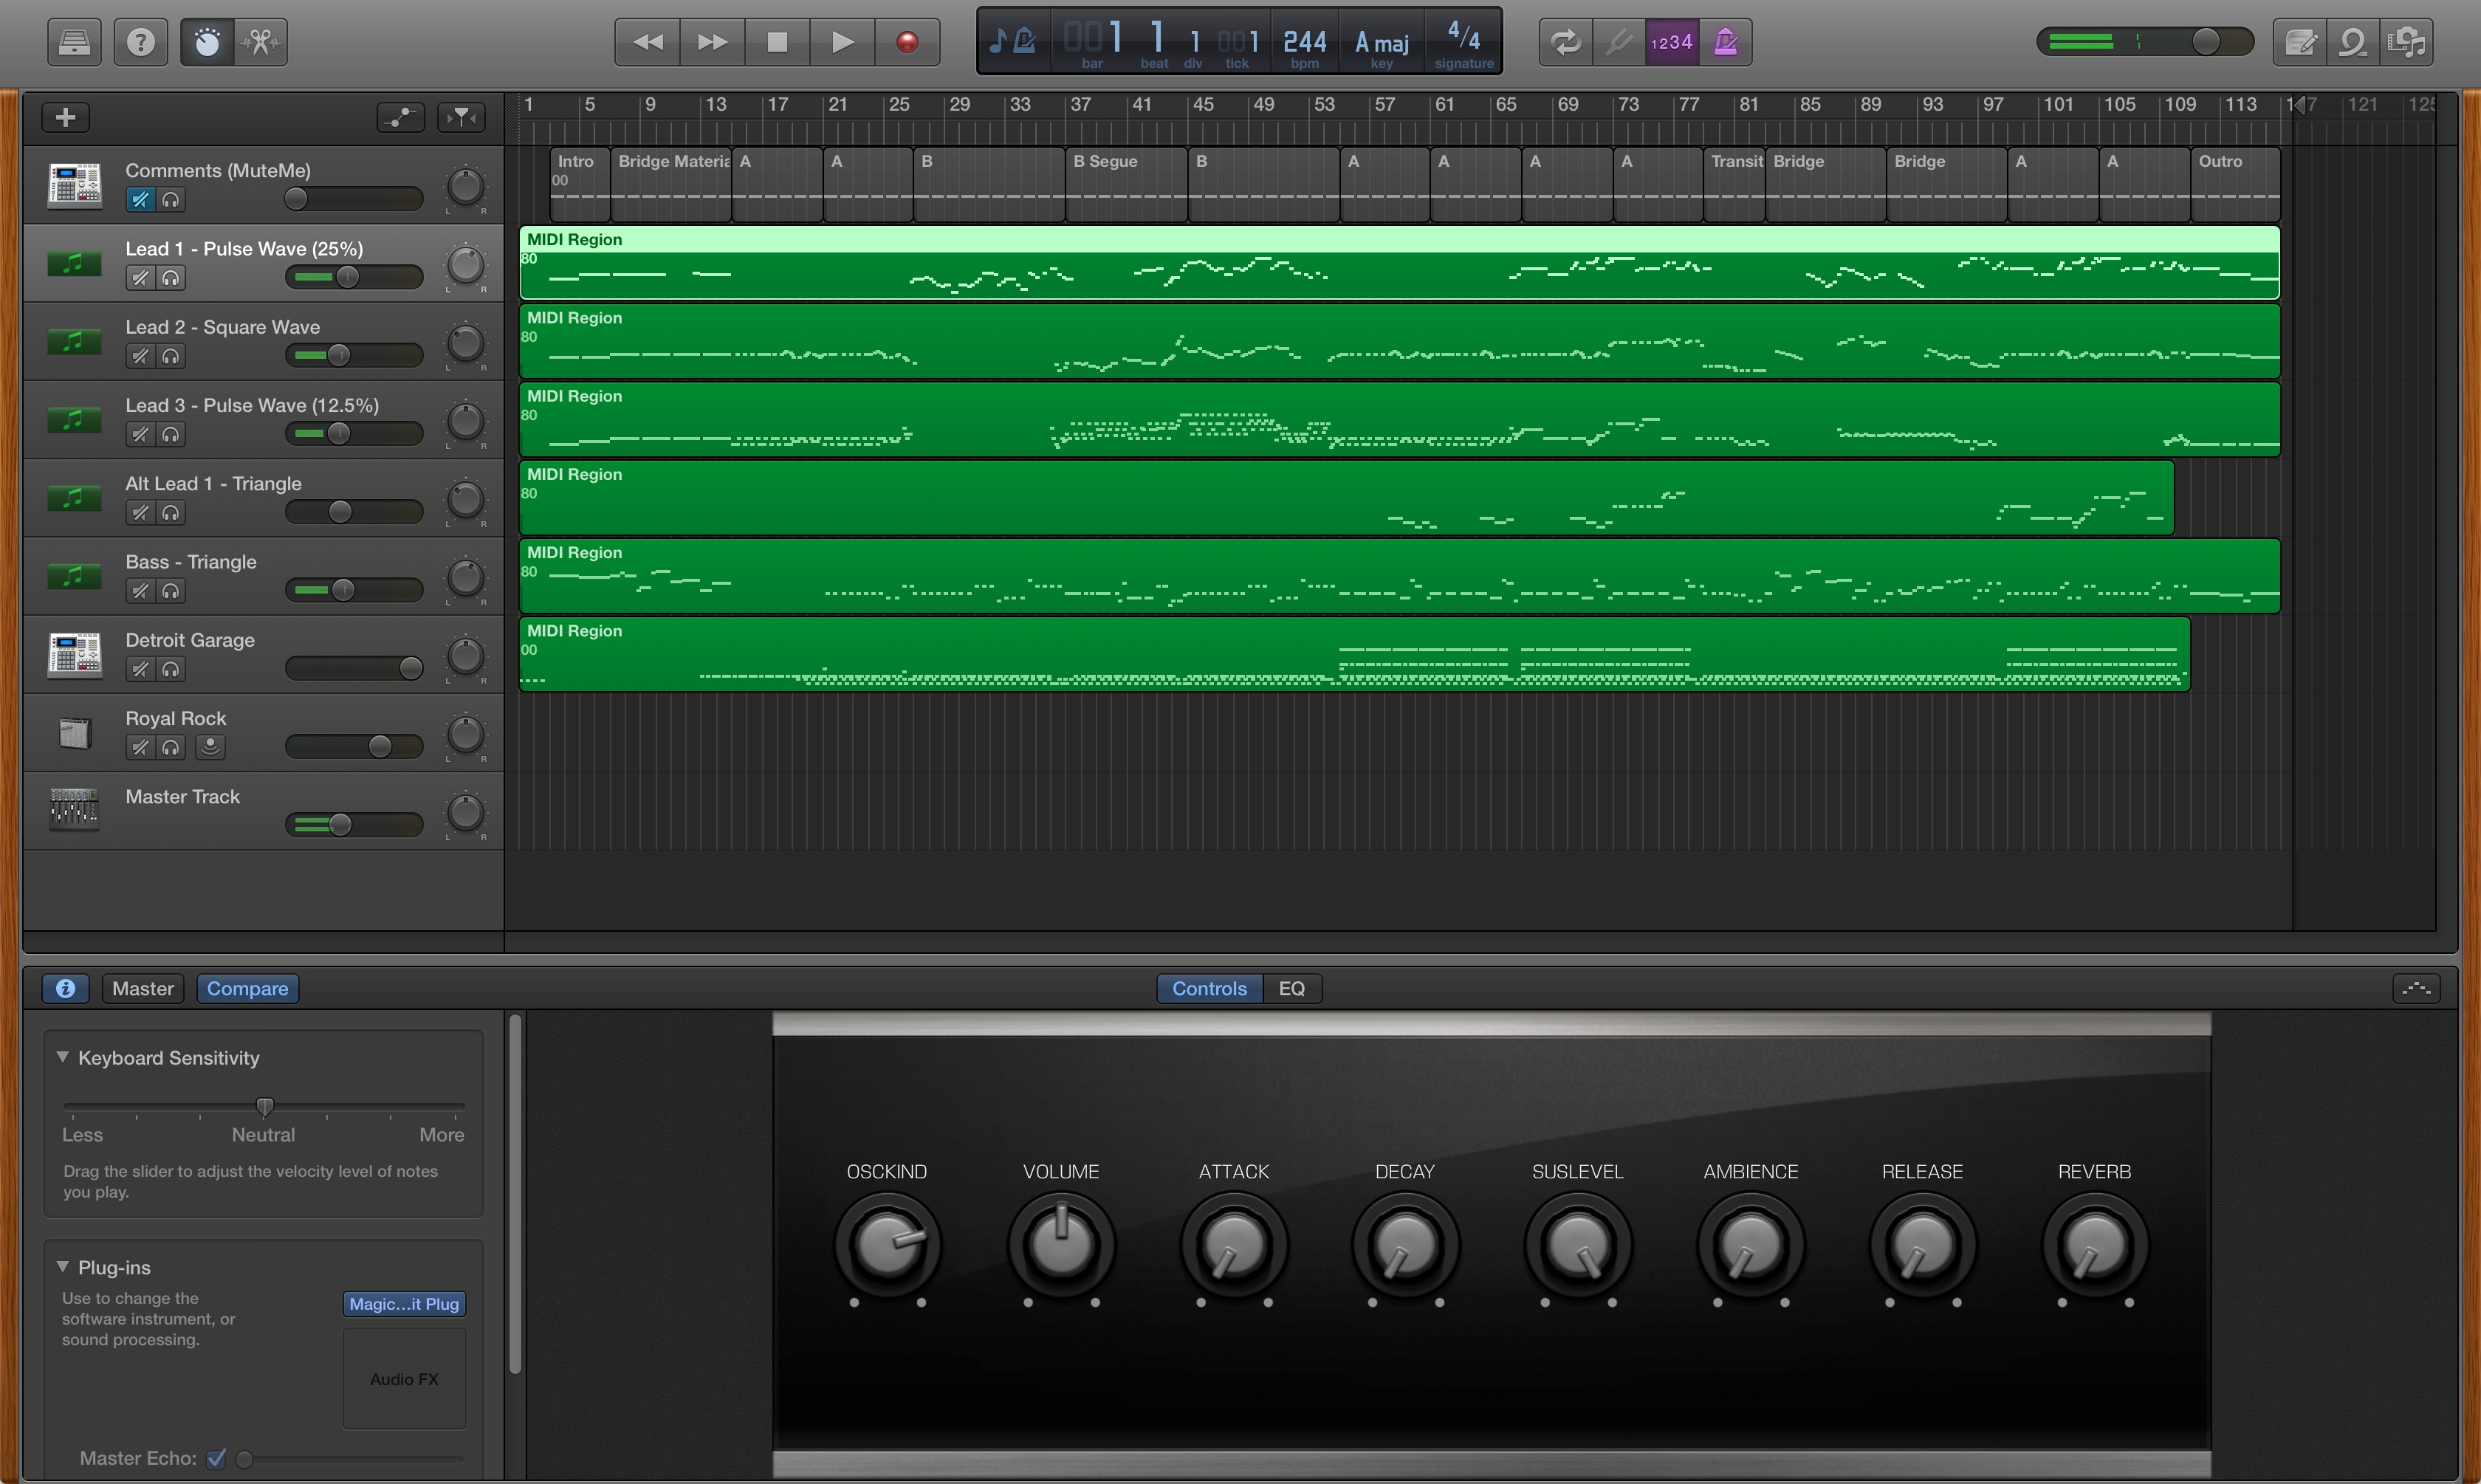 001 1 1 001 244 A maj 4/4
bar beat div tick bpm key signature
1234
1 5 9 13 17 21 25 29 33 37 41 45 49 53 57 61 65 69 73 77 81 85 89 93 97 101 105 109 113 117 121 125
Comments (MuteMe)
L R
Intro Bridge Materia A A B B Segue B A A A A Transit Bridge Bridge A A Outro
00
Lead 1 - Pulse Wave (25%)
L R
MIDI Region
80
Lead 2 - Square Wave
L R
MIDI Region
80
Lead 3 - Pulse Wave (12.5%)
L R
MIDI Region
80
Alt Lead 1 - Triangle
L R
MIDI Region
80
Bass - Triangle
L R
MIDI Region
80
Detroit Garage
L R
MIDI Region
00
Royal Rock
L R
Master Track
L R
Master Compare Controls EQ
Keyboard Sensitivity
Less Neutral More
Drag the slider to adjust the velocity level of notes
you play.
Plug-ins
Use to change the
software instrument, or
sound processing.
Magic...it Plug
Audio FX
Master Echo:
OSCKIND VOLUME ATTACK DECAY SUSLEVEL AMBIENCE RELEASE REVERB